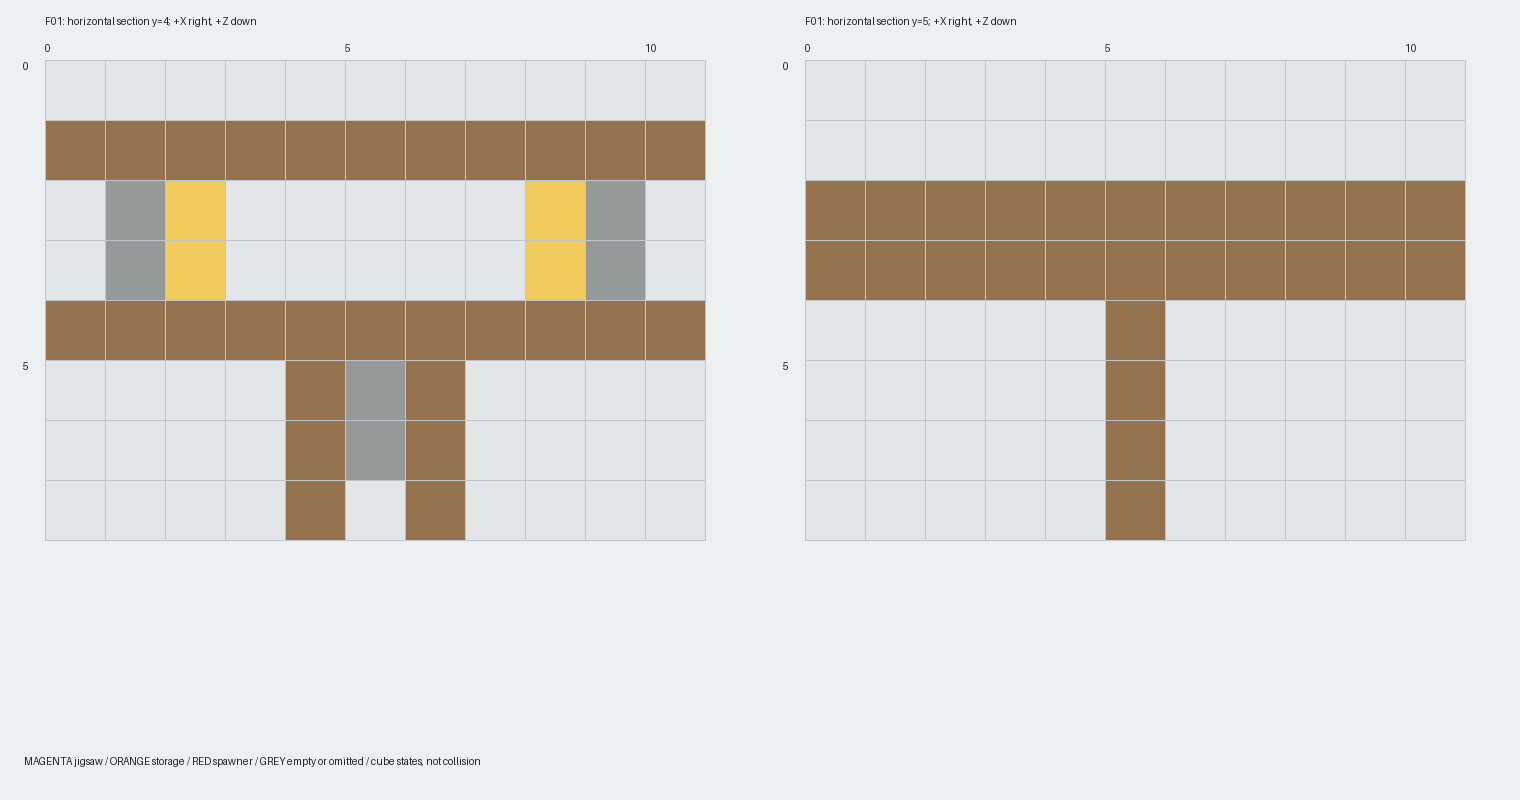 F01: horizontal section y=4; +X right, +Z down
F01: horizontal section y=5; +X right, +Z down
0 5 10
0 5 10
0
0
5
5
MAGENTA jigsaw / ORANGE storage / RED spawner / GREY empty or omitted / cube states, not collision